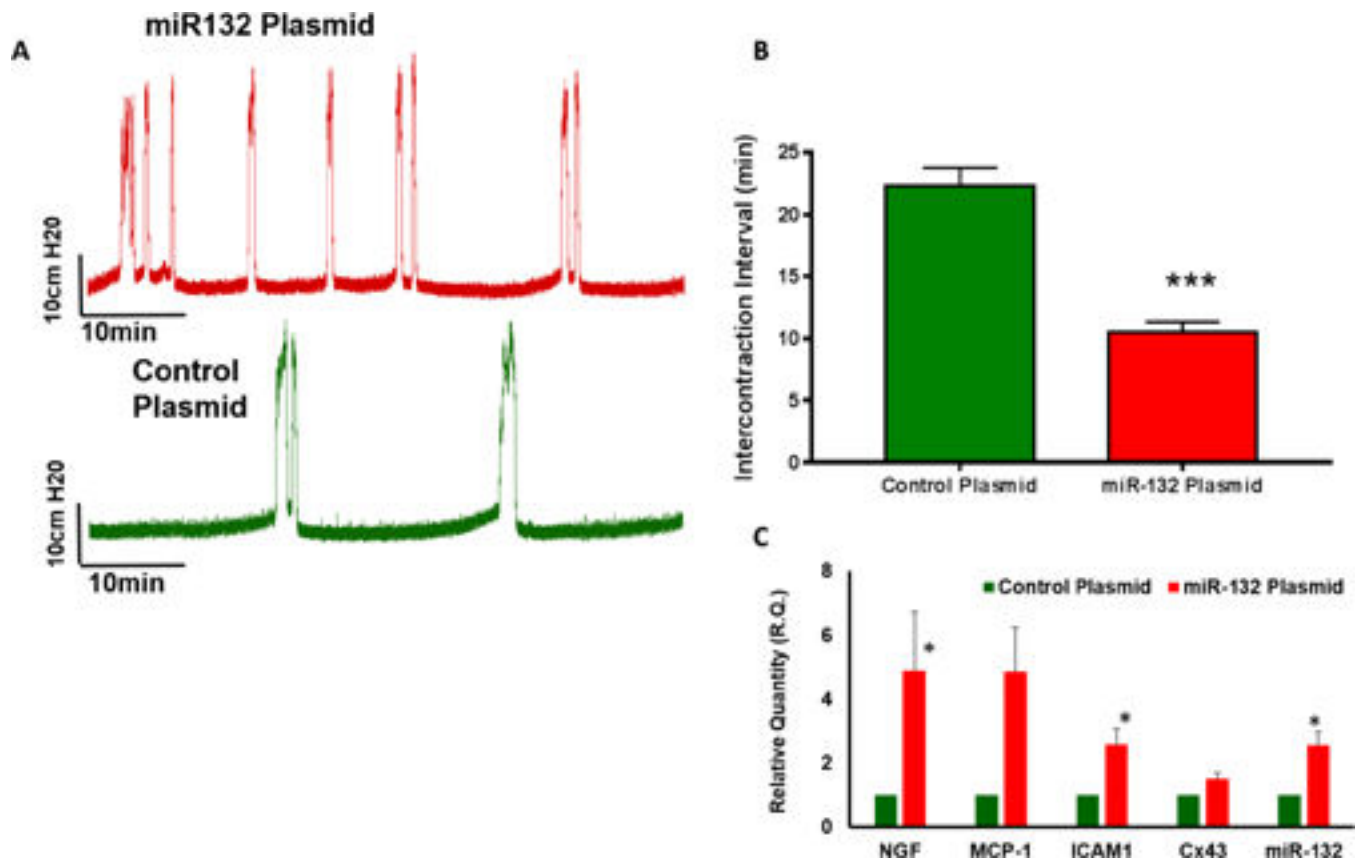 miR132 Plasmid
A
10cm H20
10min
Control
Plasmid
10cm H20
10min
B
Intercontraction Interval (min)
25
20
15
10
5
0
***
Control Plasmid
miR-132 Plasmid
C
Relative Quantity (R.Q.)
8
6
4
2
0
Control Plasmid miR-132 Plasmid
*
*
*
NGF MCP-1 ICAM1 Cx43 miR-132